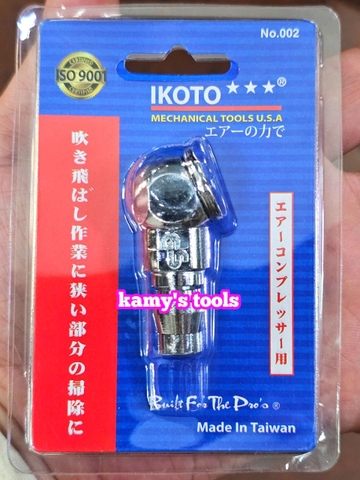 No.002
CERTIFIED
ISO 9001
CERTIFIED
IKOTO ★★★®
MECHANICAL TOOLS U.S.A
エアーの力で
吹き飛ばし作業に狭い部分の掃除に
エアーコンプレッサー用
kamy's tools
Built For The Pro's ®
Made In Taiwan